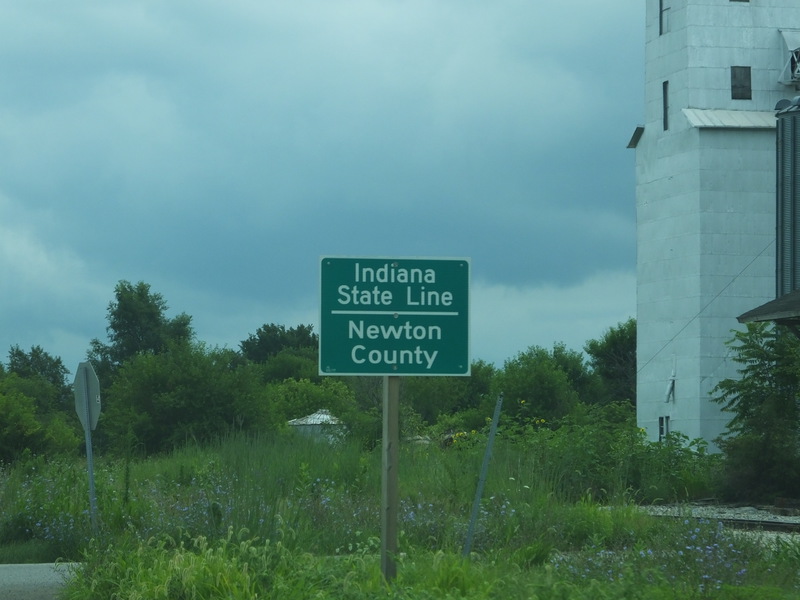 Indiana
State Line
Newton
County